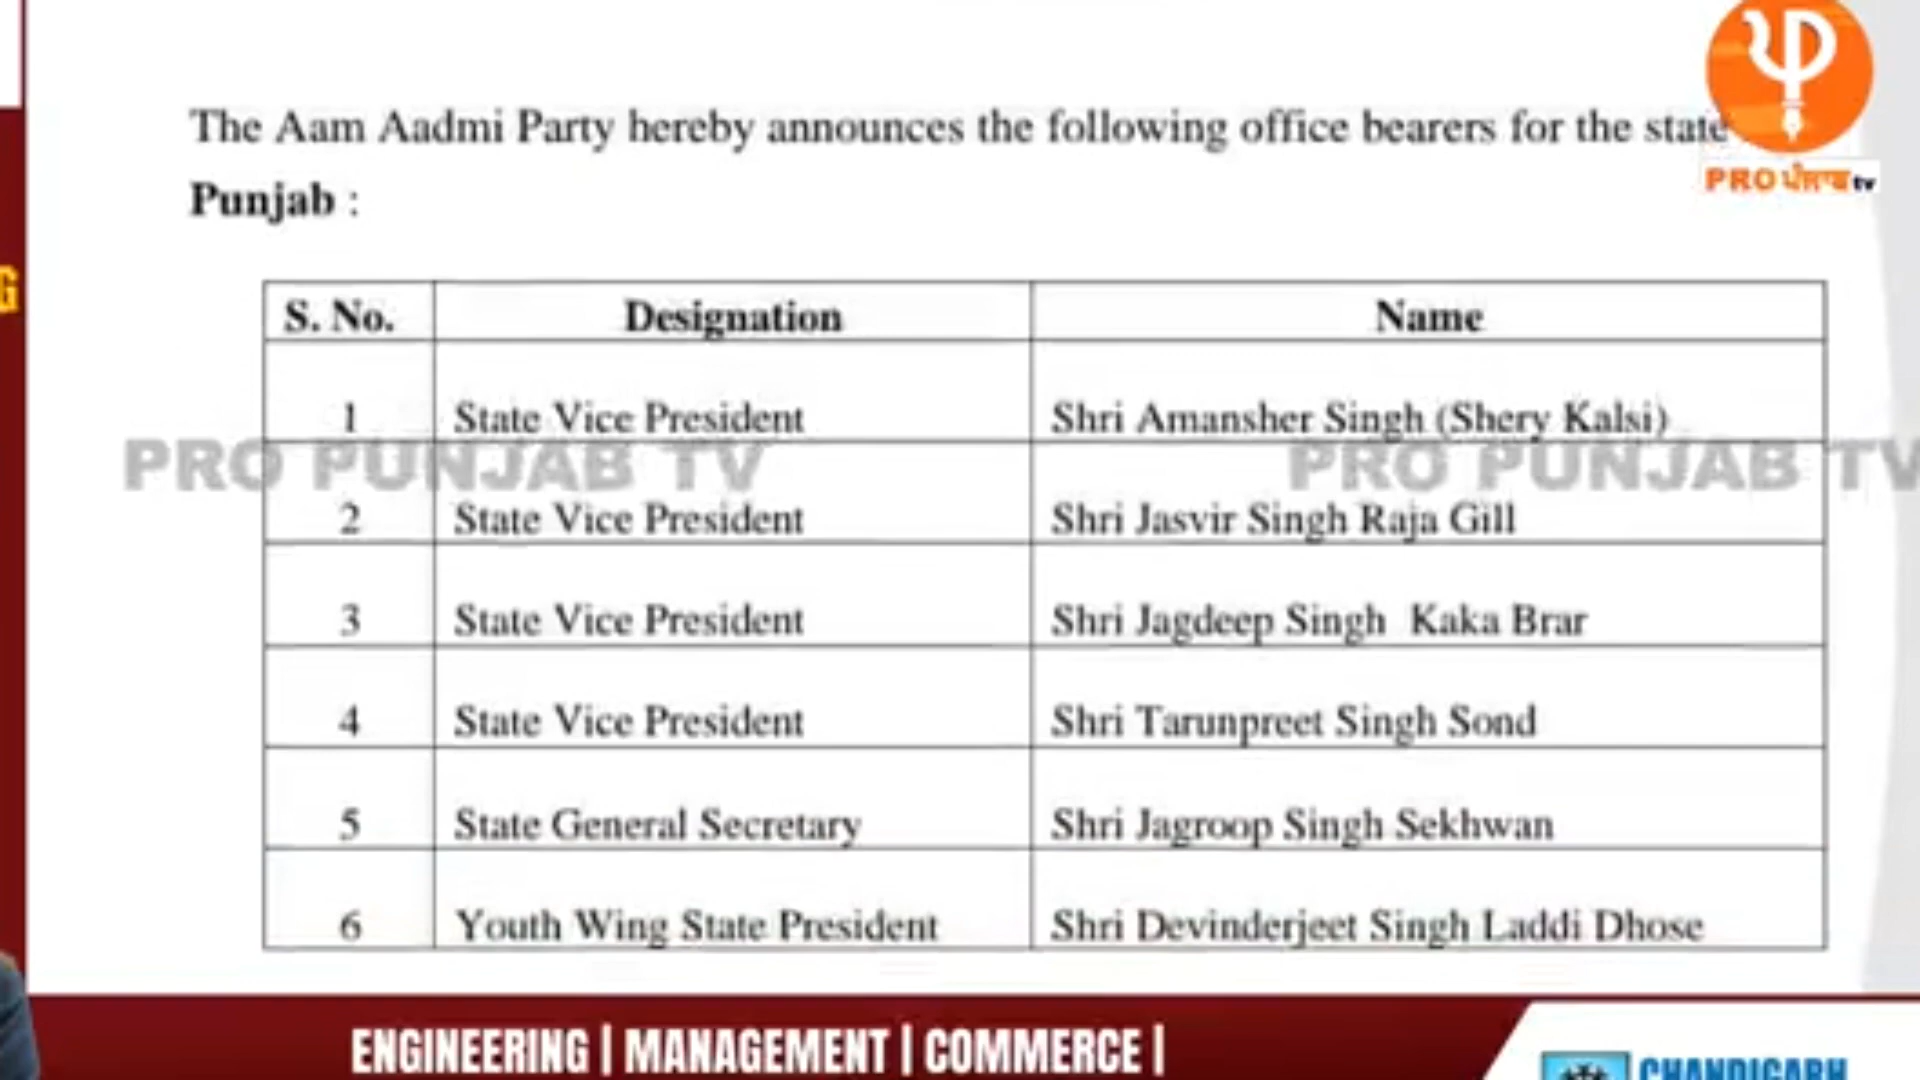 The Aam Aadmi Party hereby announces the following office bearers for the state
Punjab :
PRO ਪੰਜਾਬ tv
S. No. Designation Name
1 State Vice President Shri Amansher Singh (Shery Kalsi)
PRO PUNJAB TV PRO PUNJAB TV
2 State Vice President Shri Jasvir Singh Raja Gill
3 State Vice President Shri Jagdeep Singh Kaka Brar
4 State Vice President Shri Tarunpreet Singh Sond
5 State General Secretary Shri Jagroop Singh Sekhwan
6 Youth Wing State President Shri Devinderjeet Singh Laddi Dhose
ENGINEERING | MANAGEMENT | COMMERCE |
CHANDIGARH